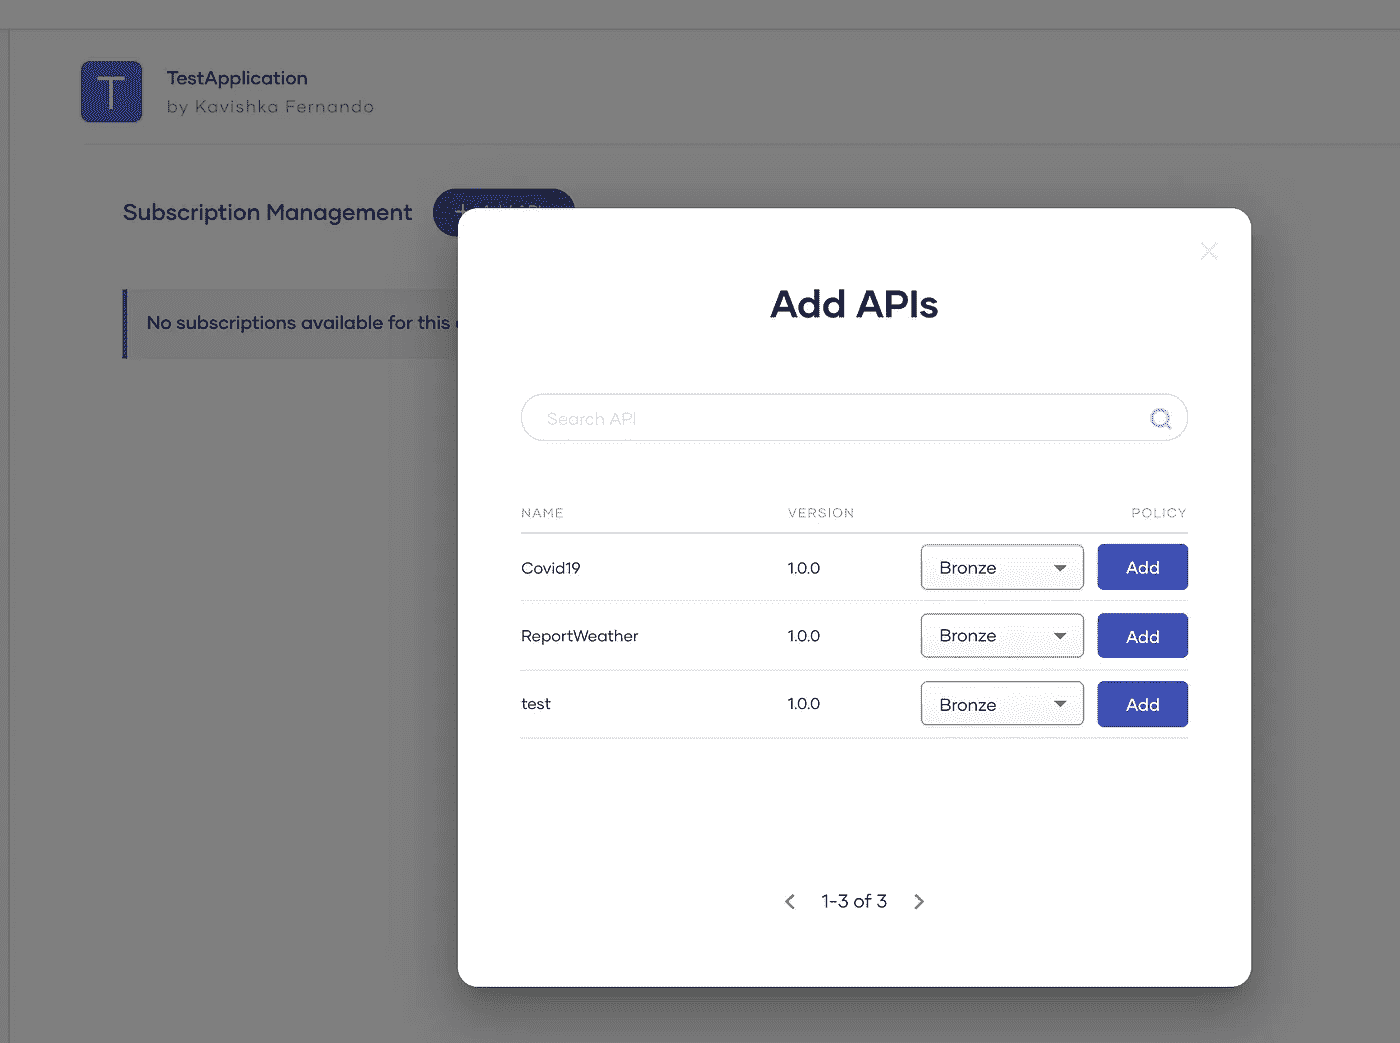 T
TestApplication
by Kavishka Fernando
Subscription Management
No subscriptions available for this
Add APIs
Search API
NAME VERSION POLICY
Covid19 1.0.0 Bronze Add
ReportWeather 1.0.0 Bronze Add
test 1.0.0 Bronze Add
1-3 of 3